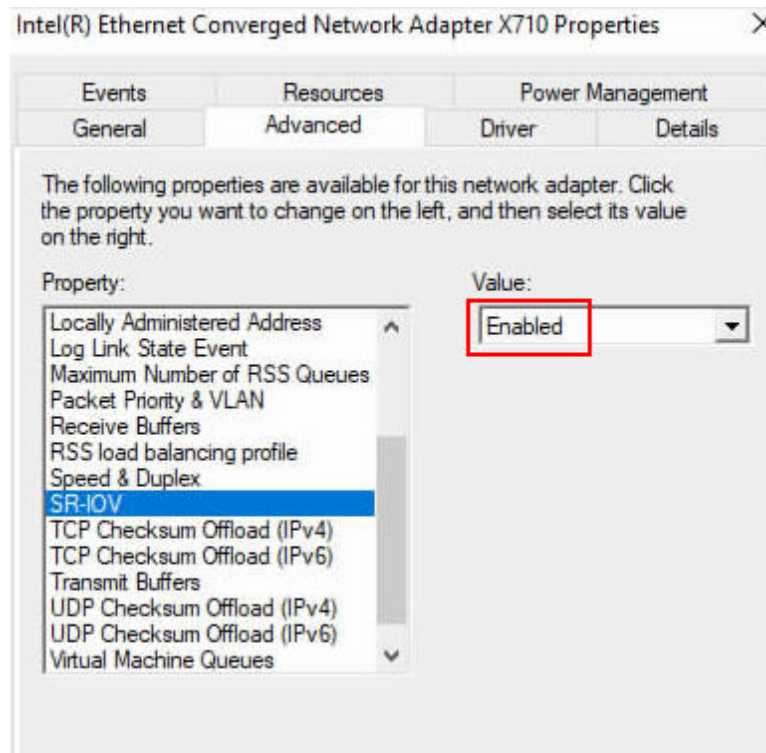 Intel(R) Ethernet Converged Network Adapter X710 Properties
Events Resources Power Management
General Advanced Driver Details
The following properties are available for this network adapter. Click
the property you want to change on the left, and then select its value
on the right.
Property: Value:
Enabled
Locally Administered Address
Log Link State Event
Maximum Number of RSS Queues
Packet Priority & VLAN
Receive Buffers
RSS load balancing profile
Speed & Duplex
SR-IOV
TCP Checksum Offload (IPv4)
TCP Checksum Offload (IPv6)
Transmit Buffers
UDP Checksum Offload (IPv4)
UDP Checksum Offload (IPv6)
Virtual Machine Queues